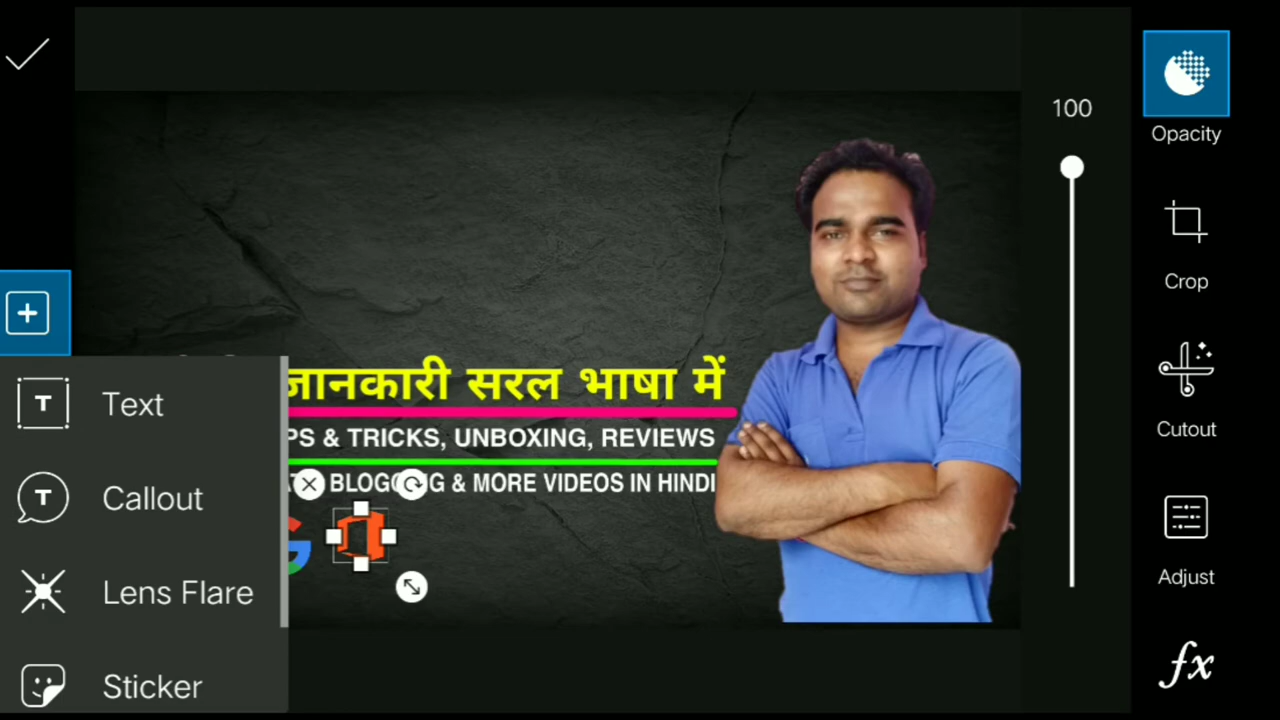 100
Opacity
Crop
Cutout
Adjust
fx
Text
Callout
Lens Flare
Sticker
जानकारी सरल भाषा में
PS & TRICKS, UNBOXING, REVIEWS
& MORE VIDEOS IN HINDI